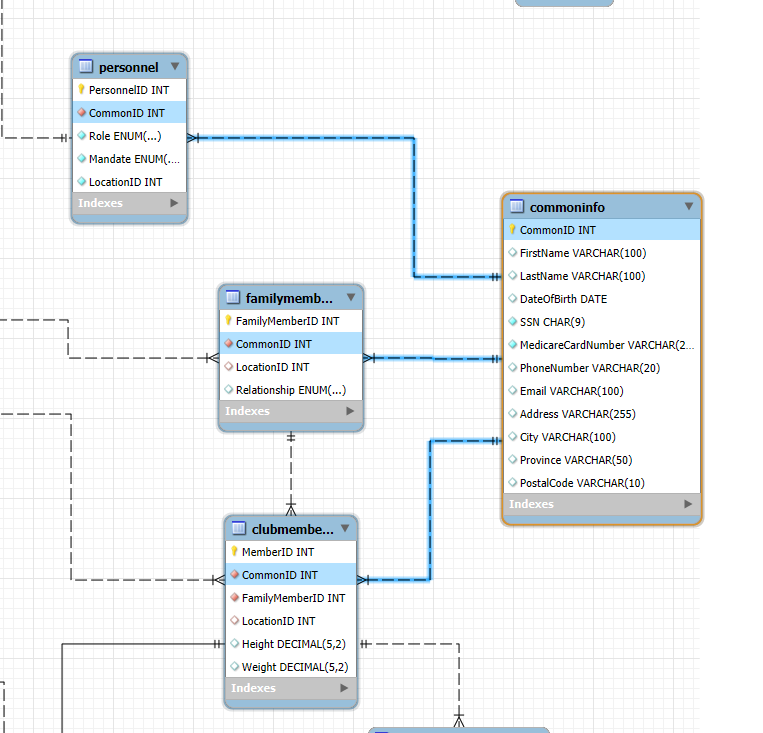 personnel
PersonnelID INT
CommonID INT
Role ENUM(...)
Mandate ENUM(....
LocationID INT
Indexes
commoninfo
CommonID INT
FirstName VARCHAR(100)
LastName VARCHAR(100)
DateOfBirth DATE
SSN CHAR(9)
MedicareCardNumber VARCHAR(2...
PhoneNumber VARCHAR(20)
Email VARCHAR(100)
Address VARCHAR(255)
City VARCHAR(100)
Province VARCHAR(50)
PostalCode VARCHAR(10)
Indexes
familymemb...
FamilyMemberID INT
CommonID INT
LocationID INT
Relationship ENUM(...)
Indexes
clubmembe...
MemberID INT
CommonID INT
FamilyMemberID INT
LocationID INT
Height DECIMAL(5,2)
Weight DECIMAL(5,2)
Indexes